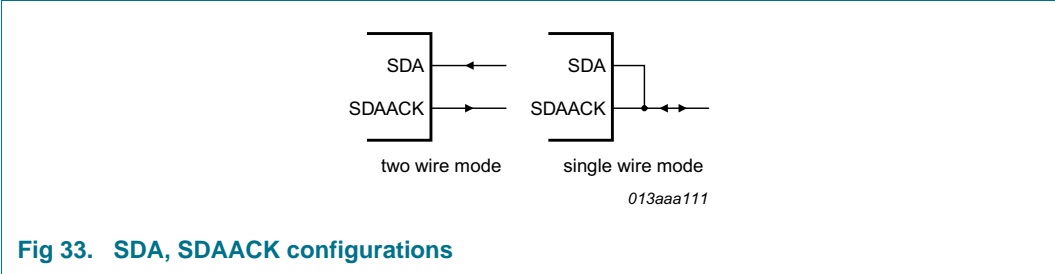 SDA
SDAACK
two wire mode
SDA
SDAACK
single wire mode
013aaa111
Fig 33. SDA, SDAACK configurations